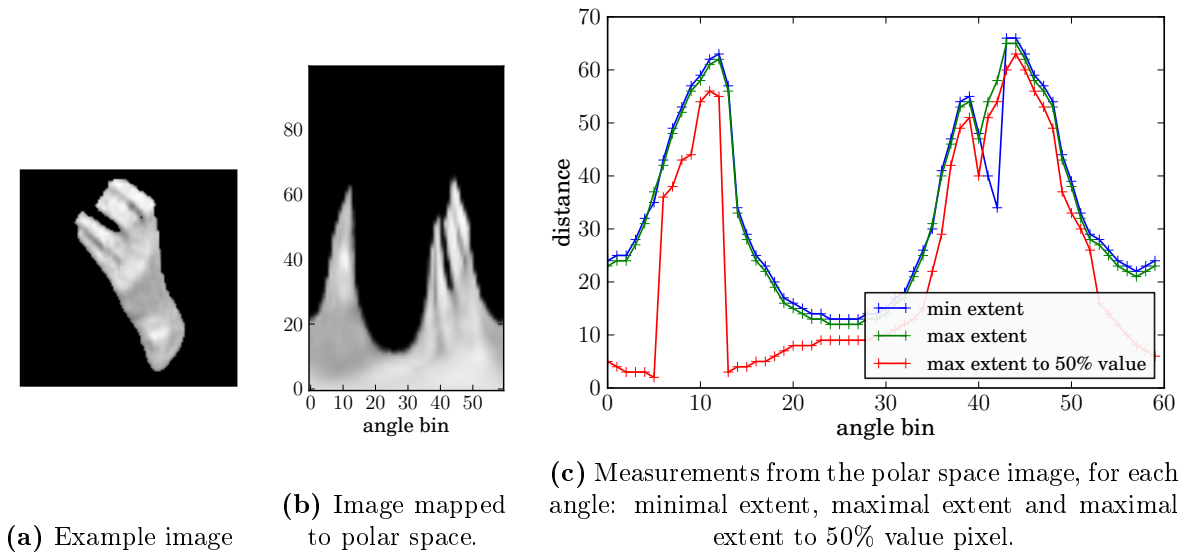 80
60
40
20
0
0 10 20 30 40 50
angle bin
70
60
50
40
30
20
10
0
distance
min extent
max extent
max extent to 50% value
0 10 20 30 40 50 60
angle bin
(a) Example image
(b) Image mapped
to polar space.
(c) Measurements from the polar space image, for each
angle: minimal extent, maximal extent and maximal
extent to 50% value pixel.